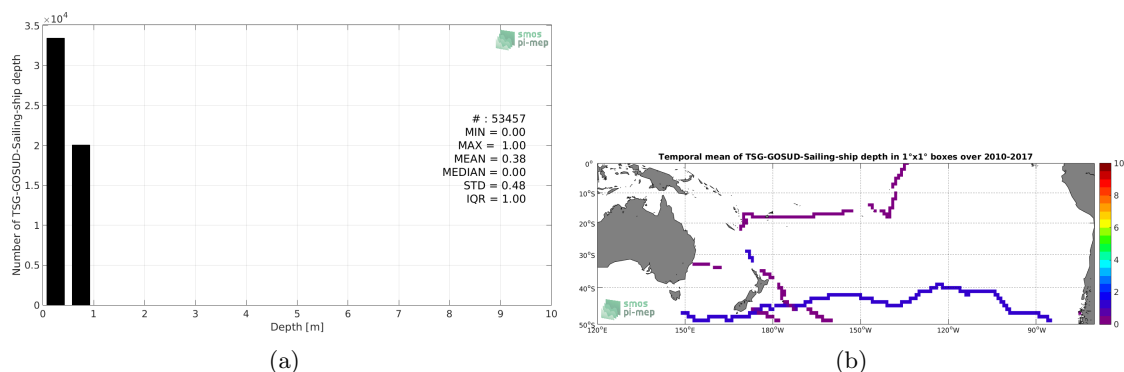 ×10⁴
3.5
3
2.5
2
1.5
1
0.5
0
Number of TSG-GOSUD-Sailing-ship depth
smos
pi-mep
# : 53457
MIN = 0.00
MAX = 1.00
MEAN = 0.38
MEDIAN = 0.00
STD = 0.48
IQR = 1.00
0 1 2 3 4 5 6 7 8 9 10
Depth [m]
(a)
Temporal mean of TSG-GOSUD-Sailing-ship depth in 1°x1° boxes over 2010-2017
0°
10°S
20°S
30°S
40°S
50°S
smos
pi-mep
120°E 150°E 180°W 150°W 120°W 90°W
10
8
6
4
2
0
(b)